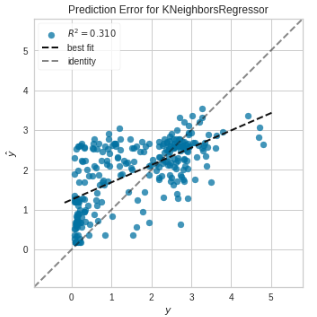 Prediction Error for KNeighborsRegressor
R² = 0.310
best fit
identity
5
4
3
2
1
0
ŷ
0 1 2 3 4 5
y